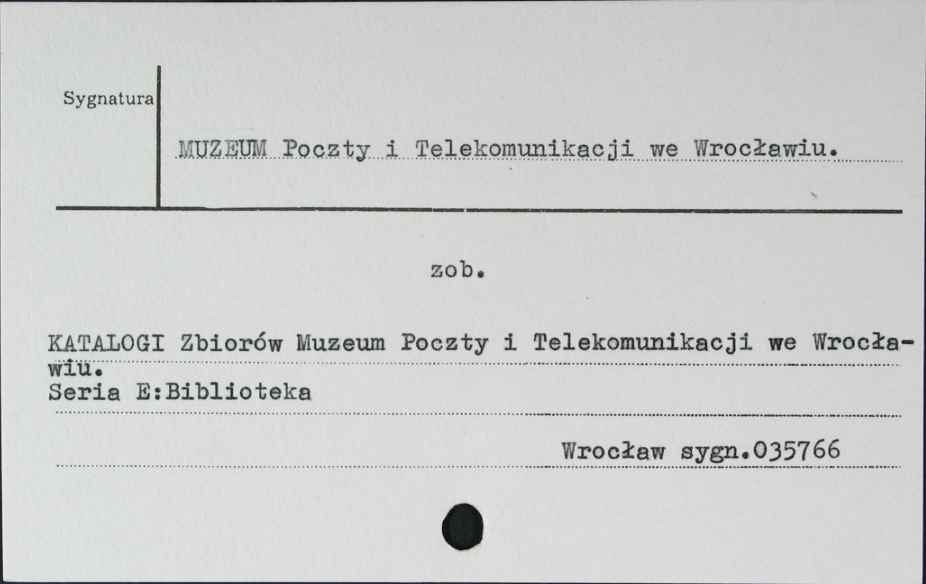 Sygnatura
MUZEUM Poczty i Telekomunikacji we Wrocławiu.
zob.
KATALOGI Zbiorów Muzeum Poczty i Telekomunikacji we Wrocła-
wiu.
Seria E:Biblioteka
Wrocław sygn.035766